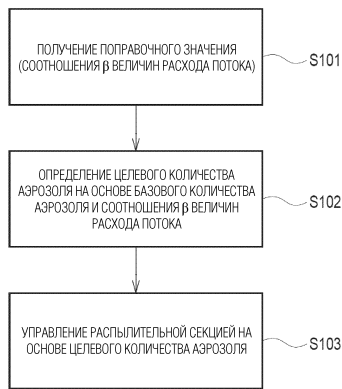 ПОЛУЧЕНИЕ ПОПРАВОЧНОГО ЗНАЧЕНИЯ
(СООТНОШЕНИЯ β ВЕЛИЧИН РАСХОДА ПОТОКА)
S101
ОПРЕДЕЛЕНИЕ ЦЕЛЕВОГО КОЛИЧЕСТВА
АЭРОЗОЛЯ НА ОСНОВЕ БАЗОВОГО КОЛИЧЕСТВА
АЭРОЗОЛЯ И СООТНОШЕНИЯ β ВЕЛИЧИН
РАСХОДА ПОТОКА
S102
УПРАВЛЕНИЕ РАСПЫЛИТЕЛЬНОЙ СЕКЦИЕЙ НА
ОСНОВЕ ЦЕЛЕВОГО КОЛИЧЕСТВА АЭРОЗОЛЯ
S103